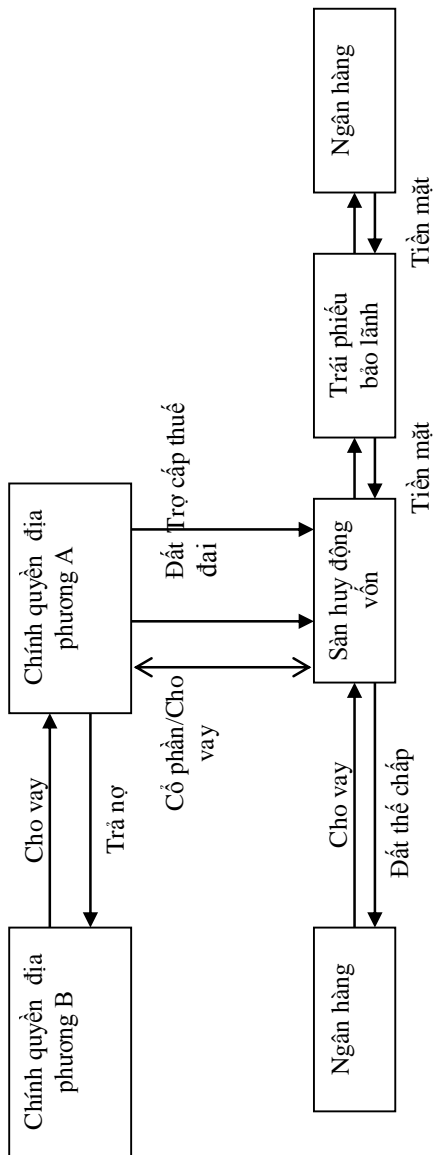 Chính quyền địa
phương B
Cho vay
Trả nợ
Chính quyền địa
phương A
Cổ phần/Cho
vay
Đất
đai
Trợ cấp thuế
Ngân hàng
Cho vay
Đất thế chấp
Sàn huy động
vốn
Tiền mặt
Trái phiếu
bảo lãnh
Tiền mặt
Ngân hàng